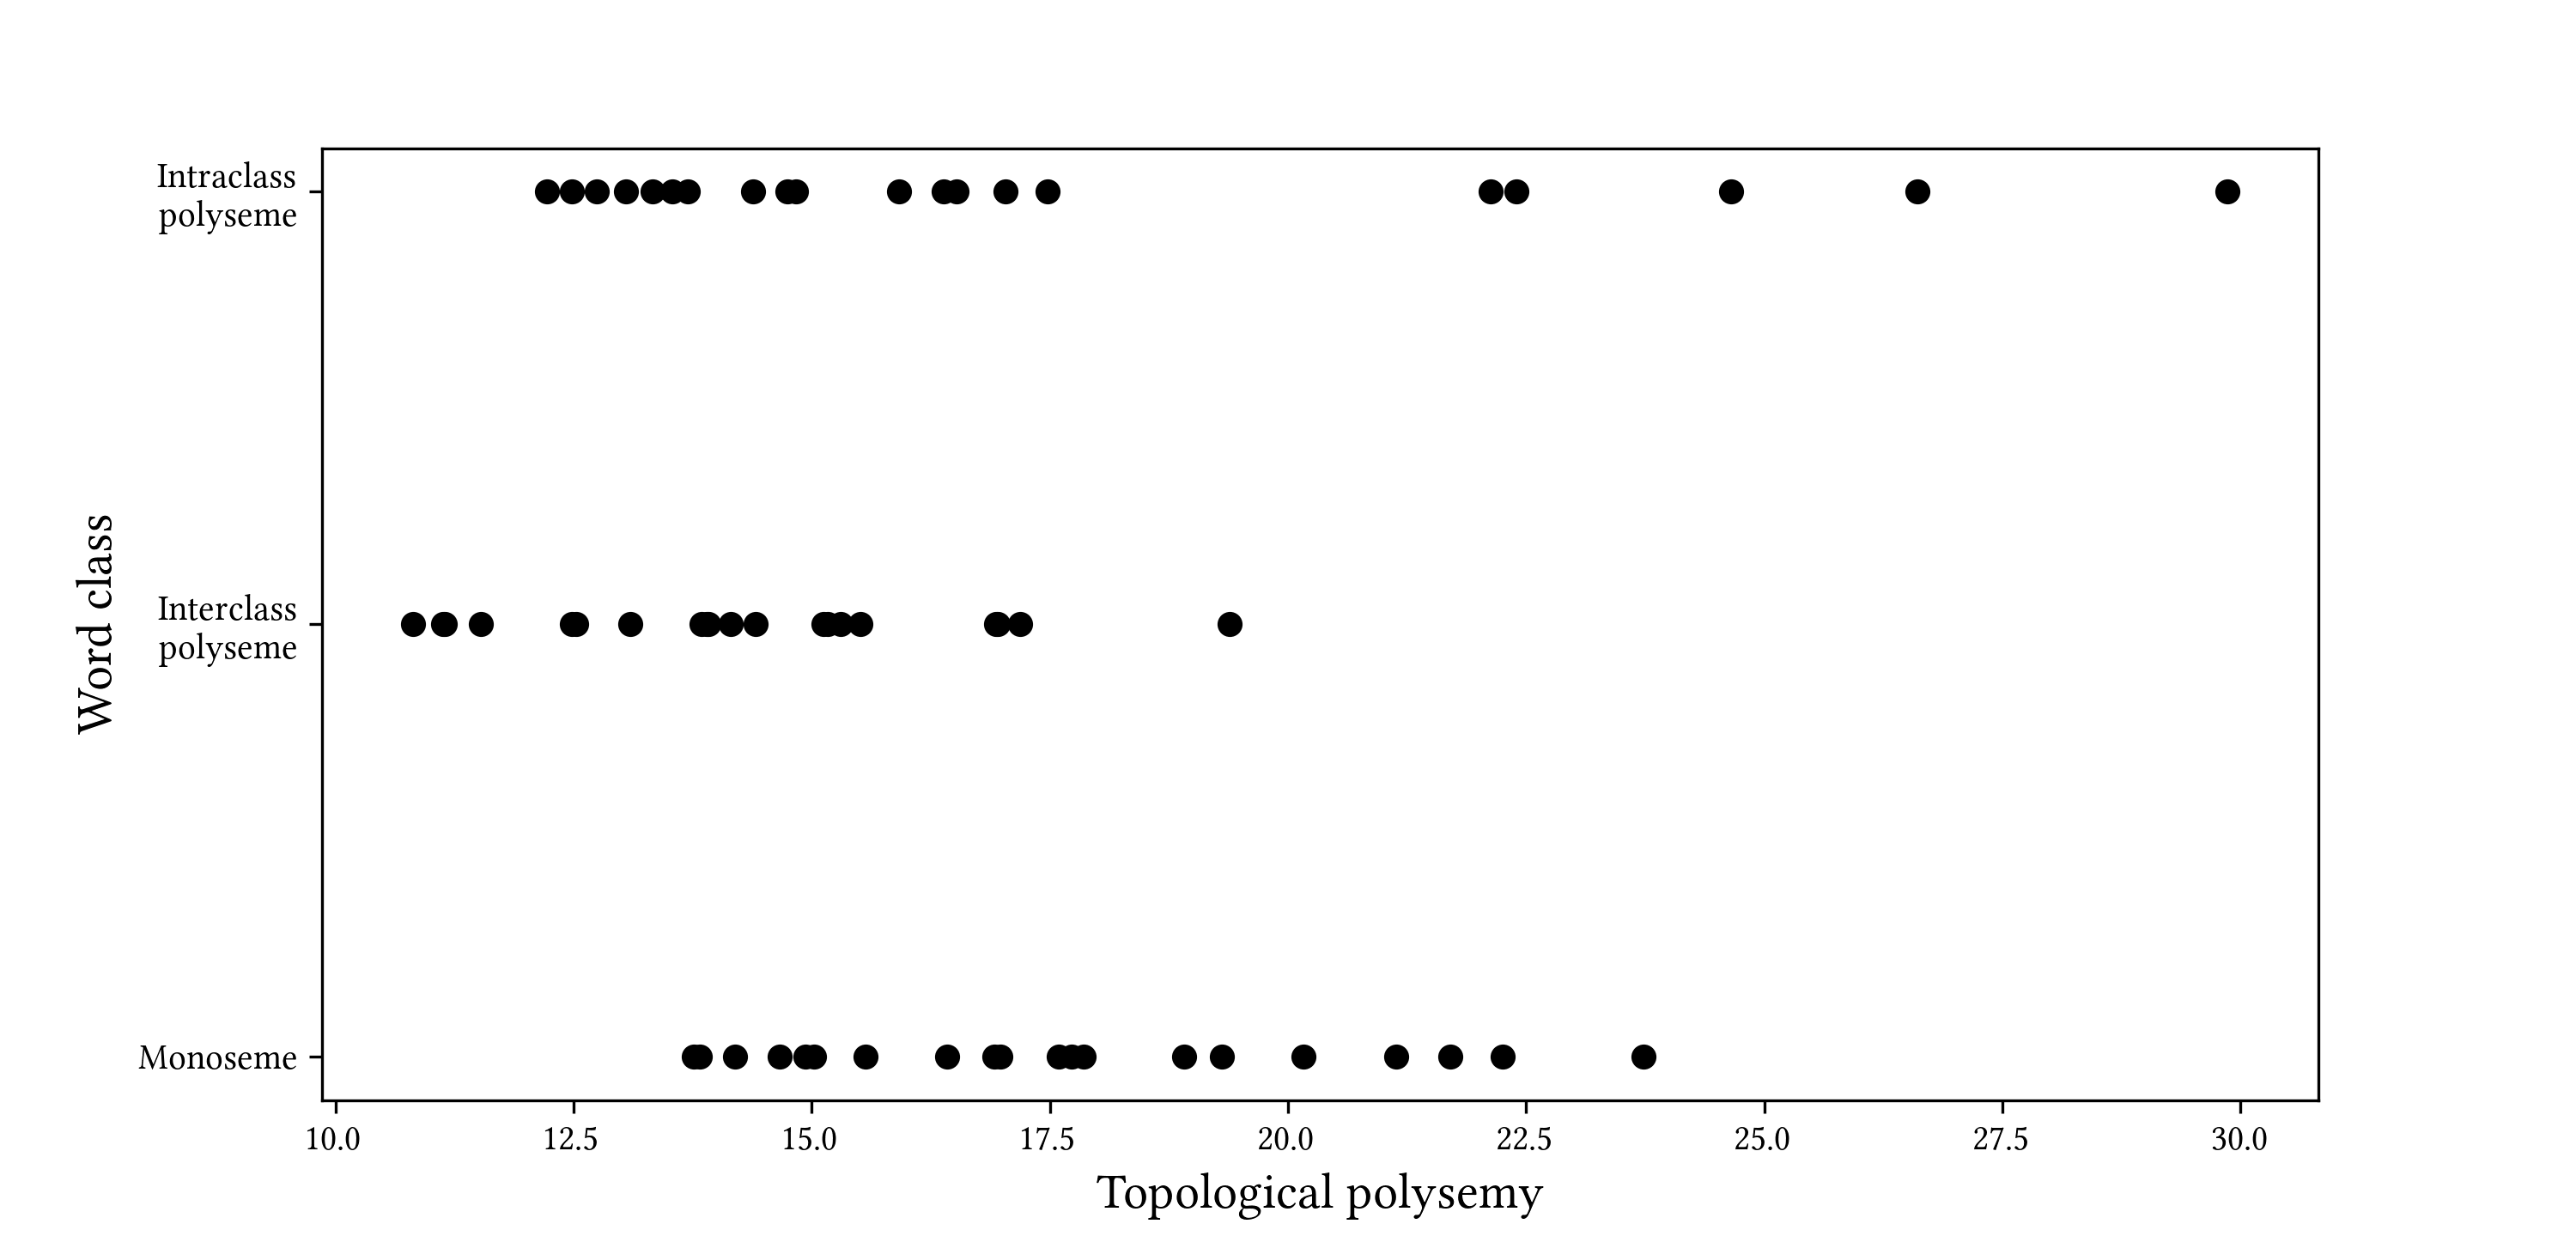 Intraclass
polyseme
Interclass
polyseme
Monoseme
Word class
10.0 12.5 15.0 17.5 20.0 22.5 25.0 27.5 30.0
Topological polysemy